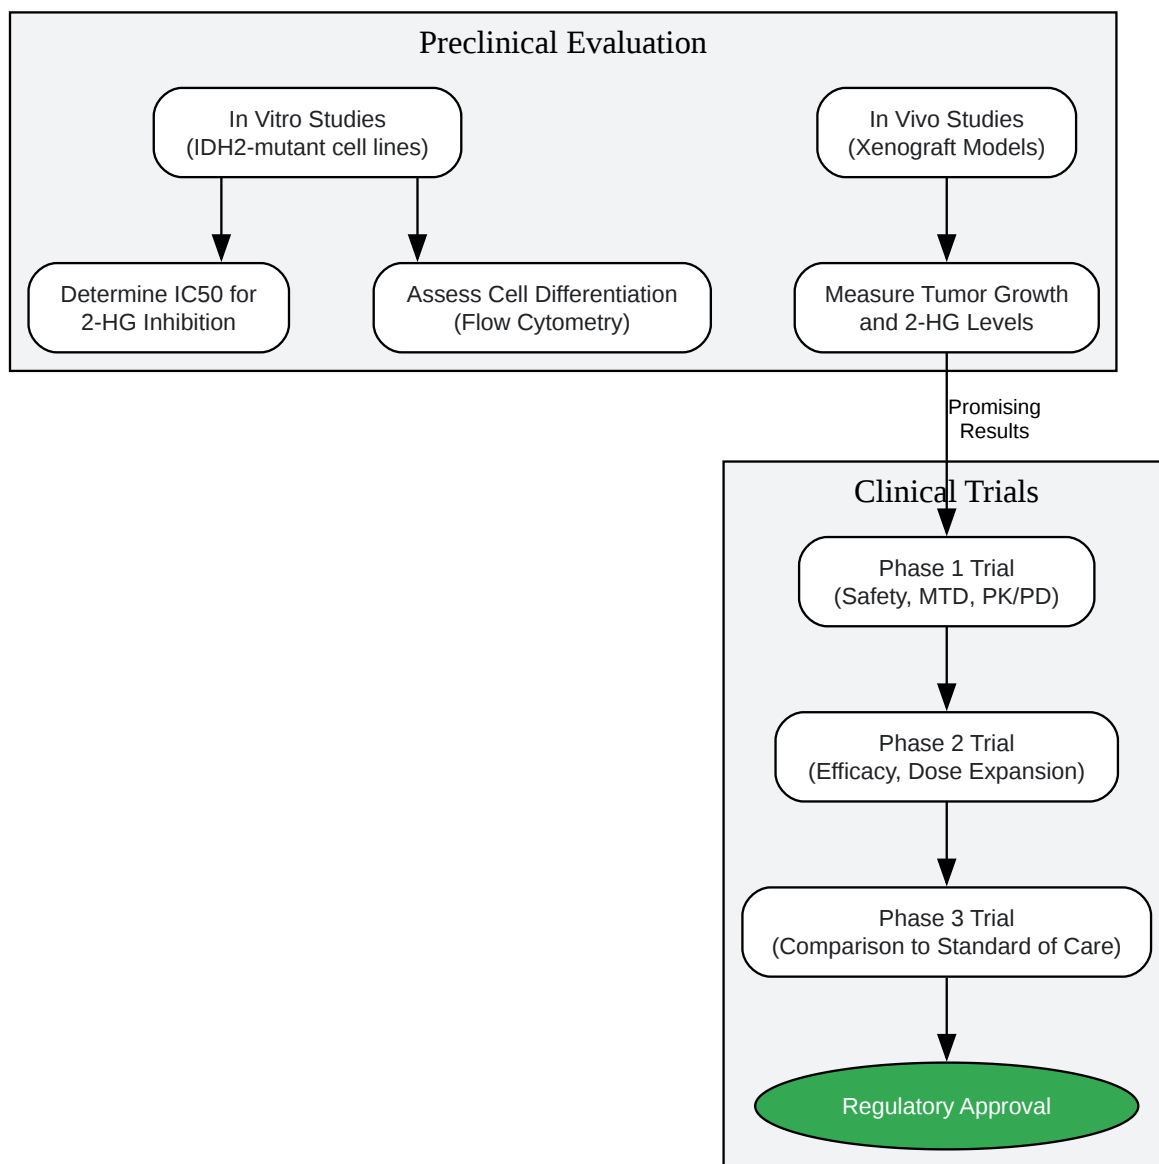 Preclinical Evaluation
In Vitro Studies
(IDH2-mutant cell lines)
In Vivo Studies
(Xenograft Models)
Determine IC50 for
2-HG Inhibition
Assess Cell Differentiation
(Flow Cytometry)
Measure Tumor Growth
and 2-HG Levels
Promising
Results
Clinical Trials
Phase 1 Trial
(Safety, MTD, PK/PD)
Phase 2 Trial
(Efficacy, Dose Expansion)
Phase 3 Trial
(Comparison to Standard of Care)
Regulatory Approval